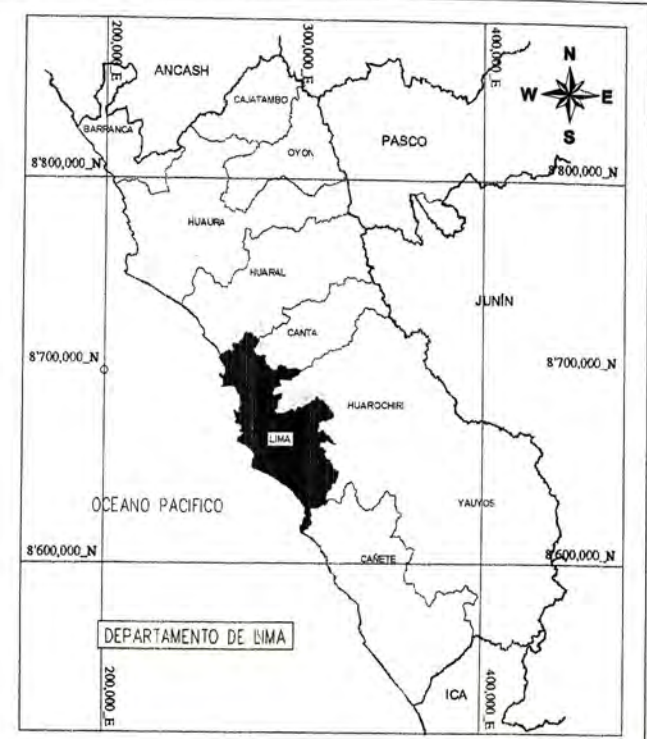 200,000_E
300,000_E
400,000_E
N
W
E
S
ANCASH
CAJATAMBO
BARRANCA
PASCO
OYON
8'800,000_N
8'800,000_N
HUAURA
HUARAL
JUNÍN
CANTA
8'700,000_N
8'700,000_N
HUAROCHIRI
LIMA
OCEANO PACIFICO
YAUYOS
8'600,000_N
CAÑETE
8'600,000_N
DEPARTAMENTO DE LIMA
200,000_E
400,000_E
ICA